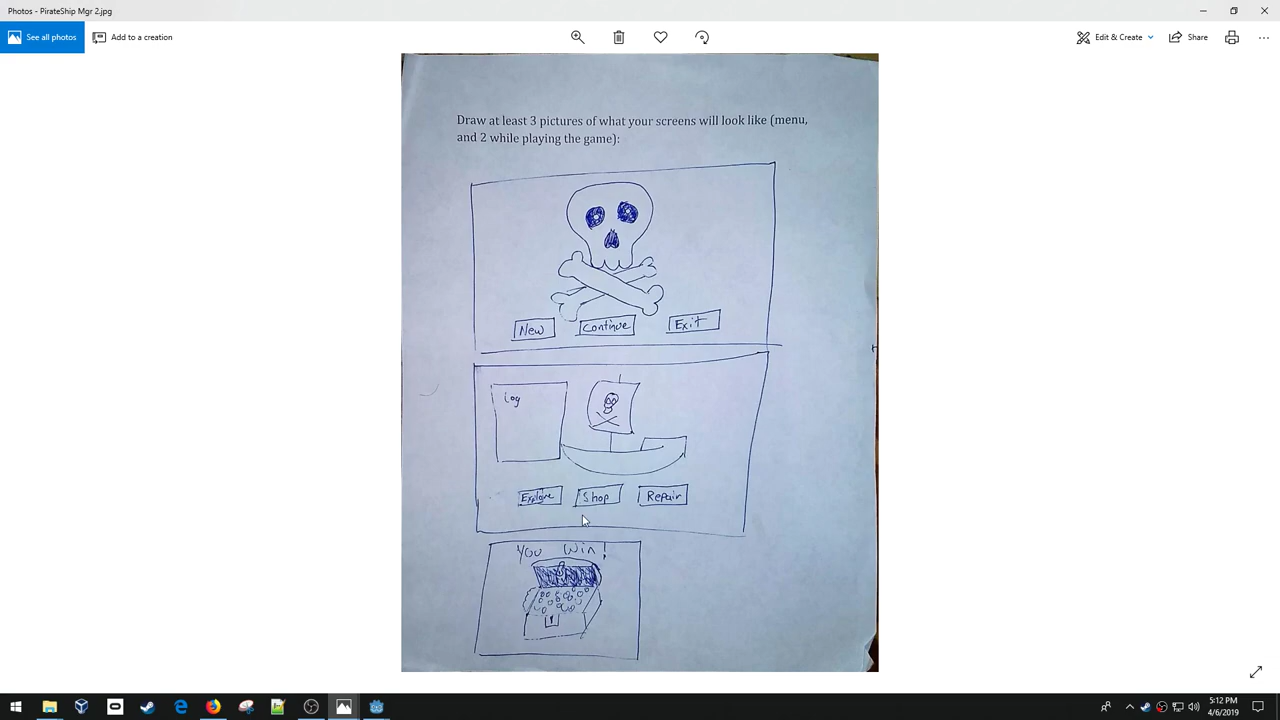 Photos - PirateShip Mgr 2.jpg
See all photos
Add to a creation
Edit & Create
Share
Draw at least 3 pictures of what your screens will look like (menu,
and 2 while playing the game):
New
Continue
Exit
Log
Explore
Shop
Repair
You Win!
5:12 PM
4/6/2019